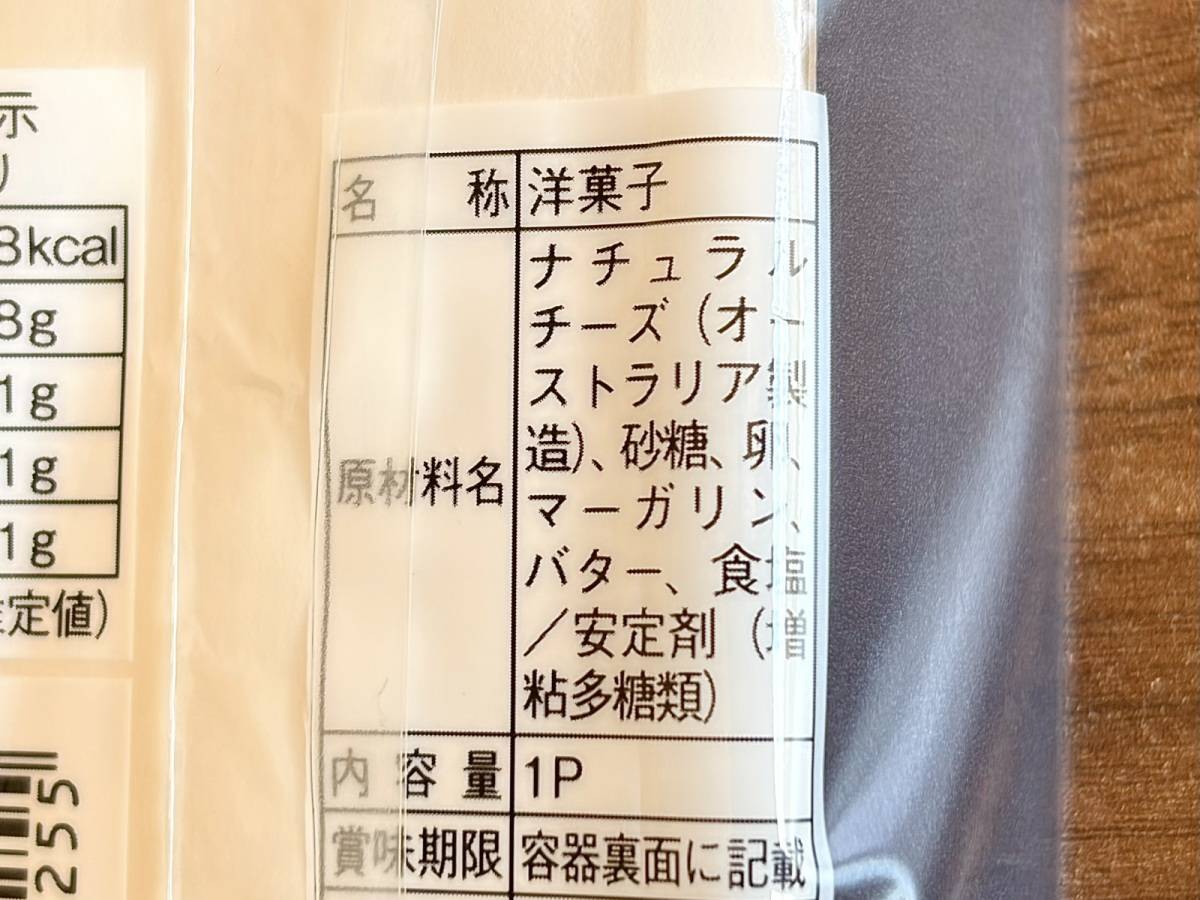 示
り
8kcal
8g
1g
1g
1g
定値)
255
名称 洋菓子
原材料名 ナチュラル
チーズ(オー
ストラリア製
造)、砂糖、卵、
マーガリン、
バター、食塩
／安定剤(増
粘多糖類)
内容量 1P
賞味期限 容器裏面に記載